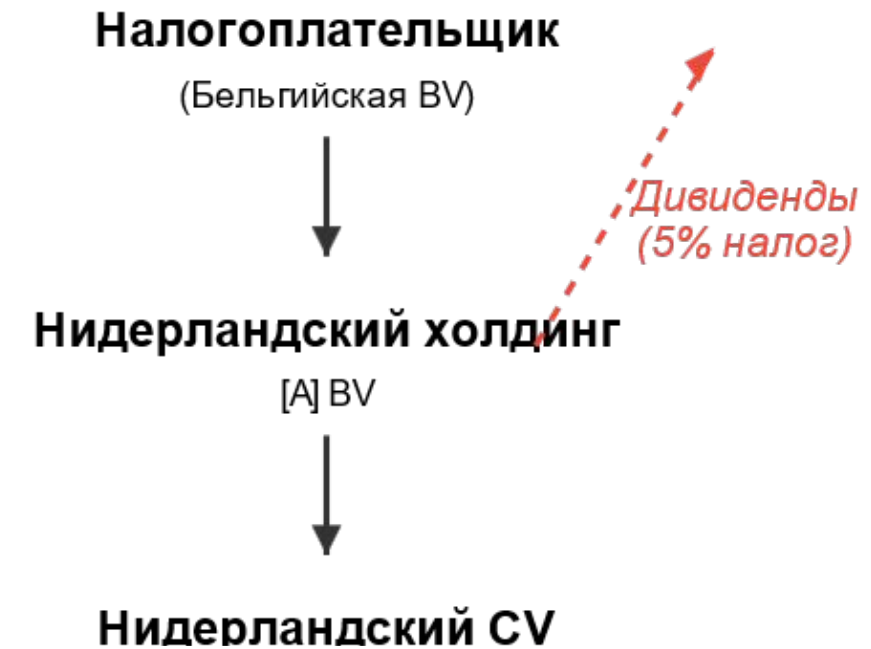 Налогоплательщик
(Бельгийская BV)
Дивиденды
(5% налог)
Нидерландский холдинг
[A] BV
Нидерландский CV